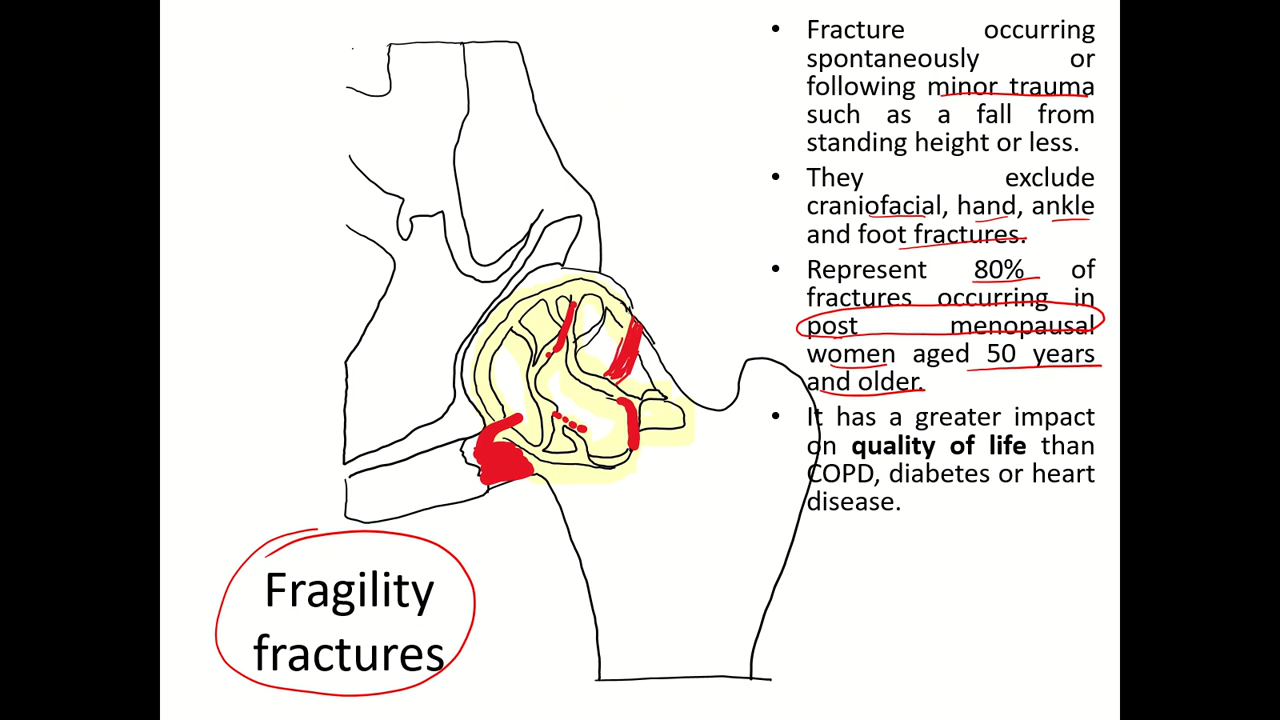 • Fracture occurring
spontaneously or
following minor trauma
such as a fall from
standing height or less.
• They exclude
craniofacial, hand, ankle
and foot fractures.
• Represent 80% of
fractures occurring in
post menopausal
women aged 50 years
and older.
• It has a greater impact
on quality of life than
COPD, diabetes or heart
disease.
Fragility
fractures